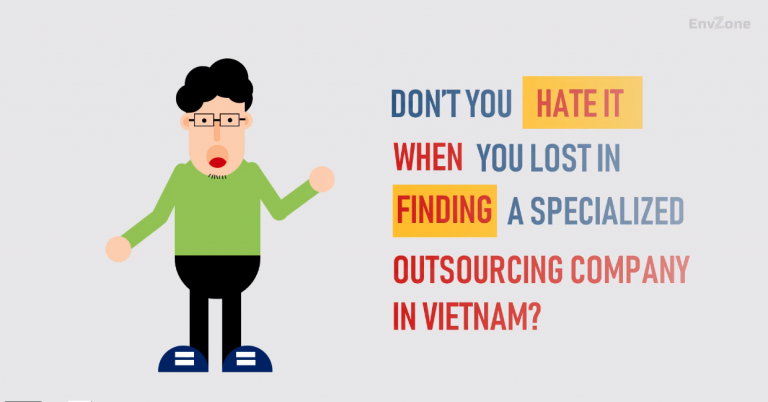 EnvZone
DON'T YOU HATE IT
WHEN YOU LOST IN
FINDING A SPECIALIZED
OUTSOURCING COMPANY
IN VIETNAM?